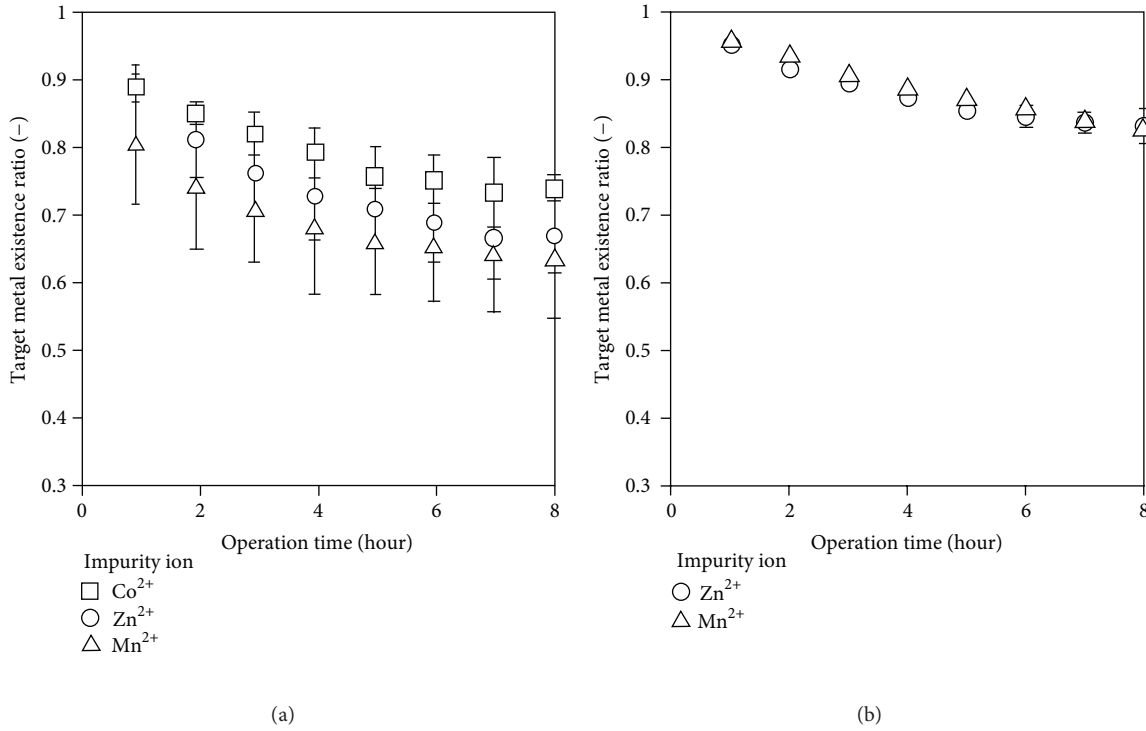 1
0.9
0.8
0.7
0.6
0.5
0.4
0.3
Target metal existence ratio (−)
0 2 4 6 8
Operation time (hour)
Impurity ion
Co2+
Zn2+
Mn2+
(a)
1
0.9
0.8
0.7
0.6
0.5
0.4
0.3
Target metal existence ratio (−)
0 2 4 6 8
Operation time (hour)
Impurity ion
Zn2+
Mn2+
(b)